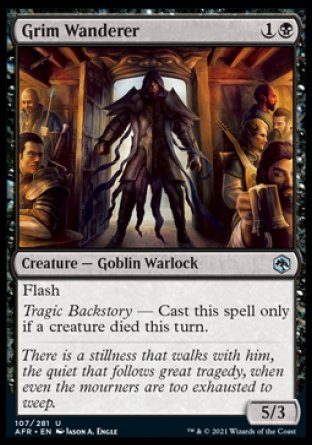 Grim Wanderer 1
Creature — Goblin Warlock
Flash
Tragic Backstory — Cast this spell only
if a creature died this turn.
There is a stillness that walks with him,
the quiet that follows great tragedy, when
even the mourners are too exhausted to
weep.
5/3
107/281 U
AFR • EN Jason A. Engle
™ & © 2021 Wizards of the Coast